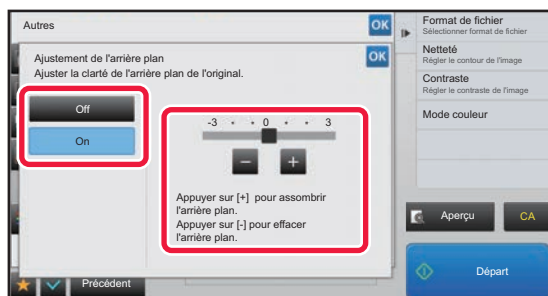 Autres
OK
Ajustement de l'arrière plan
Ajuster la clarté de l'arrière plan de l'original.
OK
Off
On
-3 • • 0 • • 3
Appuyer sur [+] pour assombrir
l'arrière plan.
Appuyer sur [-] pour effacer
l'arrière plan.
Précédent
Format de fichier
Sélectionner format de fichier
Netteté
Régler le contour de l'image
Contraste
Régler le contraste de l'image
Mode couleur
Aperçu
CA
Départ